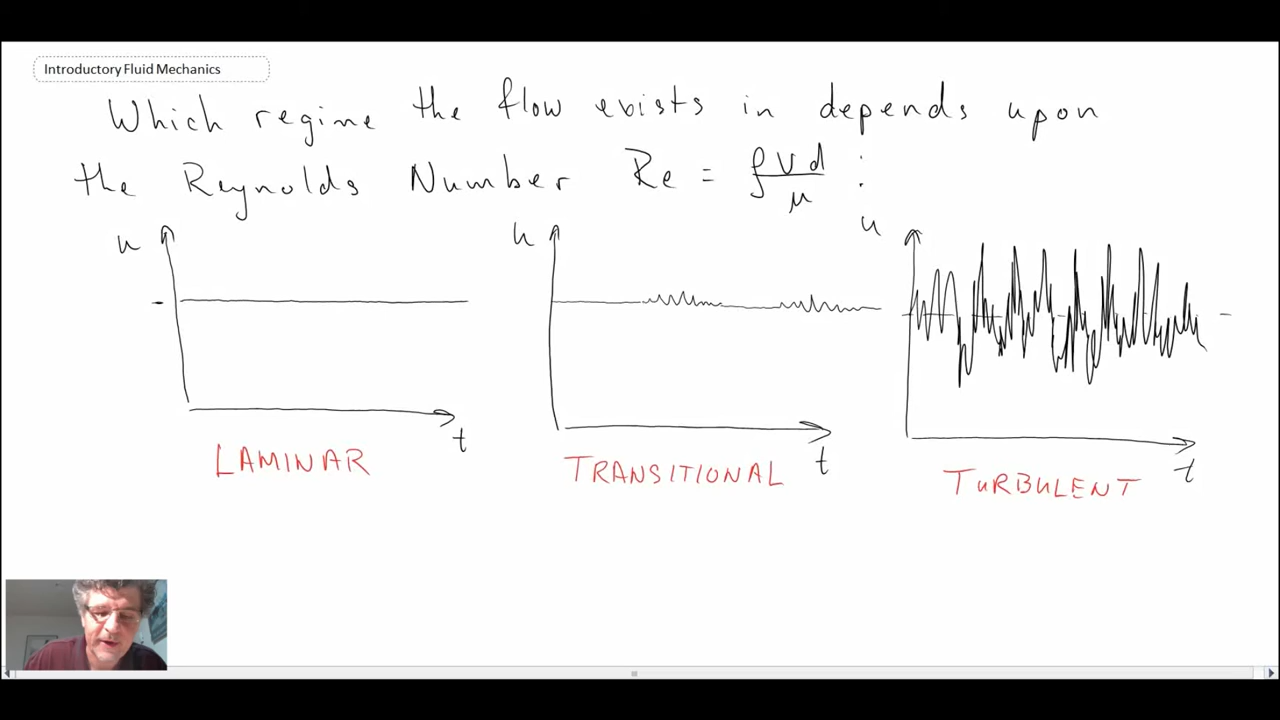 Introductory Fluid Mechanics
Which regime the flow exists in depends upon
the Reynolds Number Re = ρVd/μ :
u
u
u
t
t
t
LAMINAR
TRANSITIONAL
TURBULENT